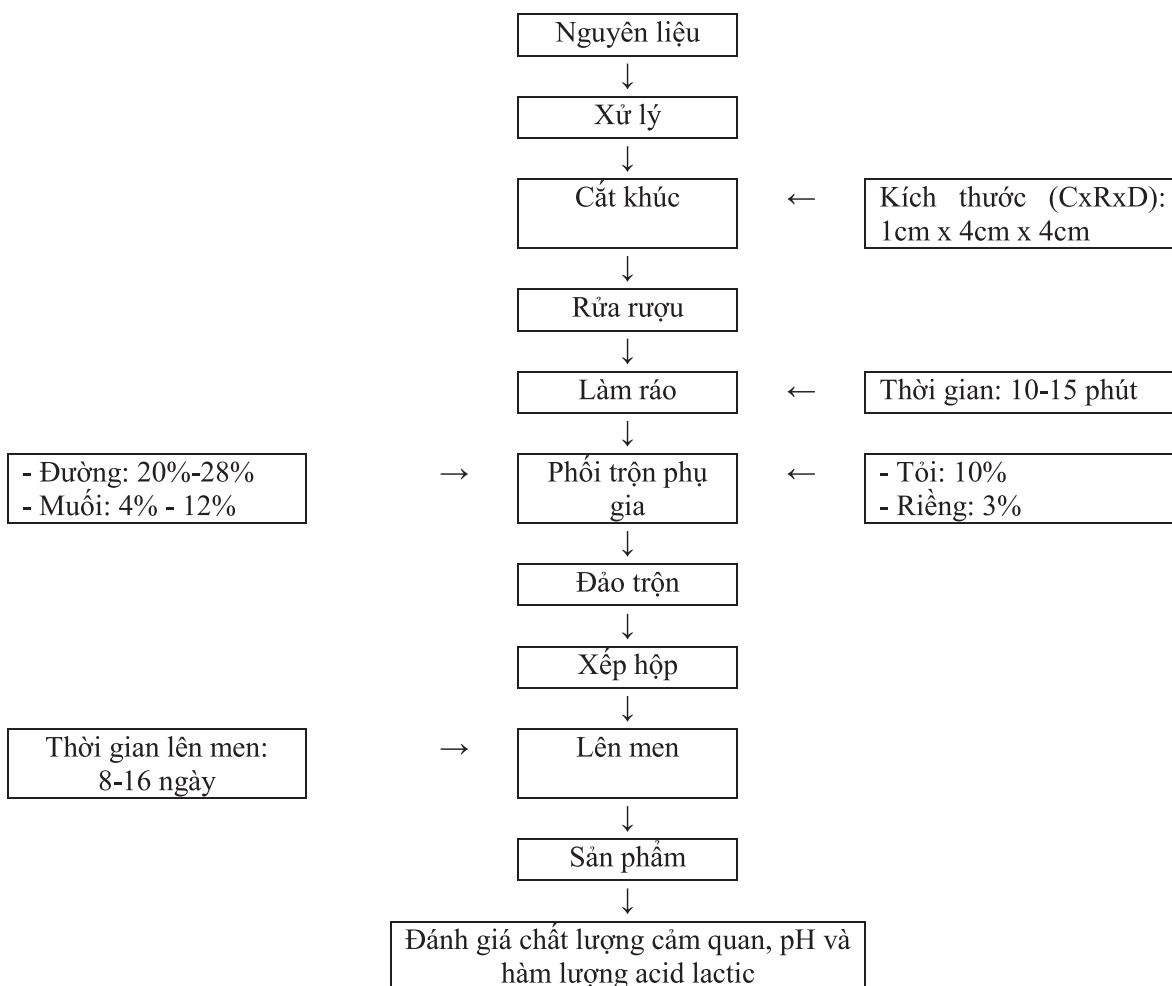 Nguyên liệu
↓
Xử lý
↓
Cắt khúc
←
Kích thước (CxRxD):
1cm x 4cm x 4cm
↓
Rửa rượu
↓
Làm ráo
←
Thời gian: 10-15 phút
↓
- Đường: 20%-28%
- Muối: 4% - 12%
→
Phối trộn phụ
gia
←
- Tỏi: 10%
- Riềng: 3%
↓
Đảo trộn
↓
Xếp hộp
↓
Thời gian lên men:
8-16 ngày
→
Lên men
↓
Sản phẩm
↓
Đánh giá chất lượng cảm quan, pH và
hàm lượng acid lactic